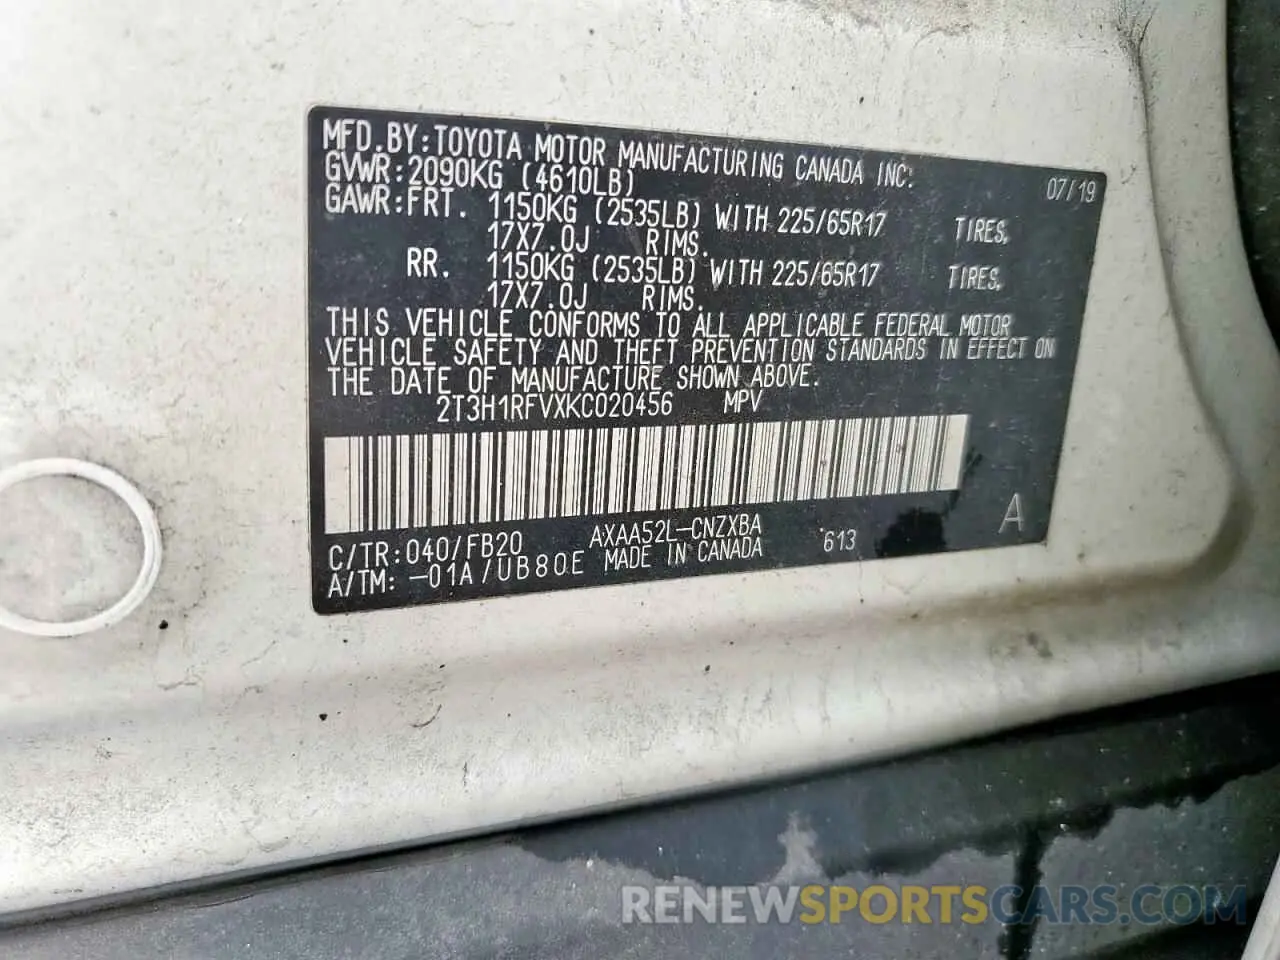 MFD.BY:TOYOTA MOTOR MANUFACTURING CANADA INC.
GVWR:2090KG (4610LB) 07/19
GAWR:FRT. 1150KG (2535LB) WITH 225/65R17 TIRES,
17X7.0J RIMS.
RR. 1150KG (2535LB) WITH 225/65R17 TIRES,
17X7.0J RIMS.
THIS VEHICLE CONFORMS TO ALL APPLICABLE FEDERAL MOTOR
VEHICLE SAFETY AND THEFT PREVENTION STANDARDS IN EFFECT ON
THE DATE OF MANUFACTURE SHOWN ABOVE.
2T3H1RFVXKC020456 MPV
A
C/TR:040/FB20 AXAA52L-CNZXBA 613
A/TM:-01A/UB80E MADE IN CANADA
RENEWSPORTSCARS.COM